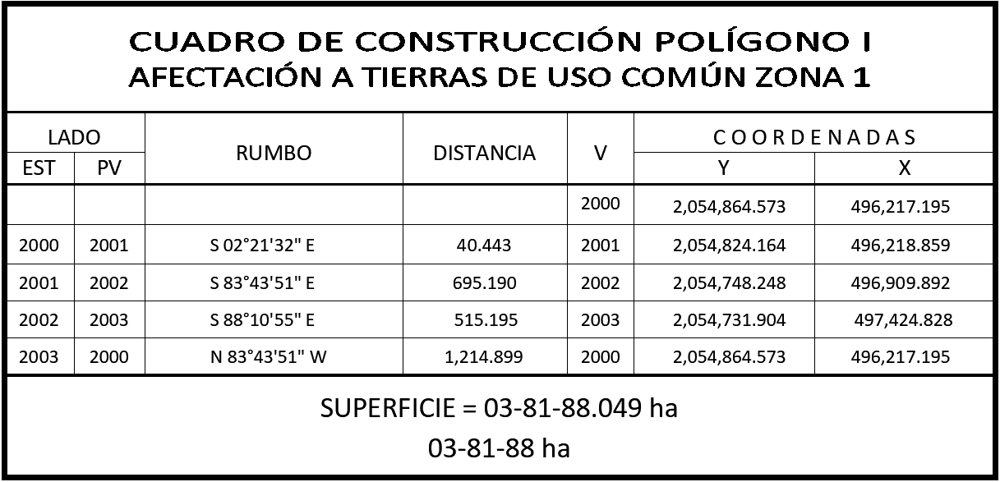 CUADRO DE CONSTRUCCIÓN POLÍGONO I
AFECTACIÓN A TIERRAS DE USO COMÚN ZONA 1
LADO RUMBO DISTANCIA V C O O R D E N A D A S
EST PV Y X
2000 2,054,864.573 496,217.195
2000 2001 S 02°21'32" E 40.443 2001 2,054,824.164 496,218.859
2001 2002 S 83°43'51" E 695.190 2002 2,054,748.248 496,909.892
2002 2003 S 88°10'55" E 515.195 2003 2,054,731.904 497,424.828
2003 2000 N 83°43'51" W 1,214.899 2000 2,054,864.573 496,217.195
SUPERFICIE = 03-81-88.049 ha
03-81-88 ha